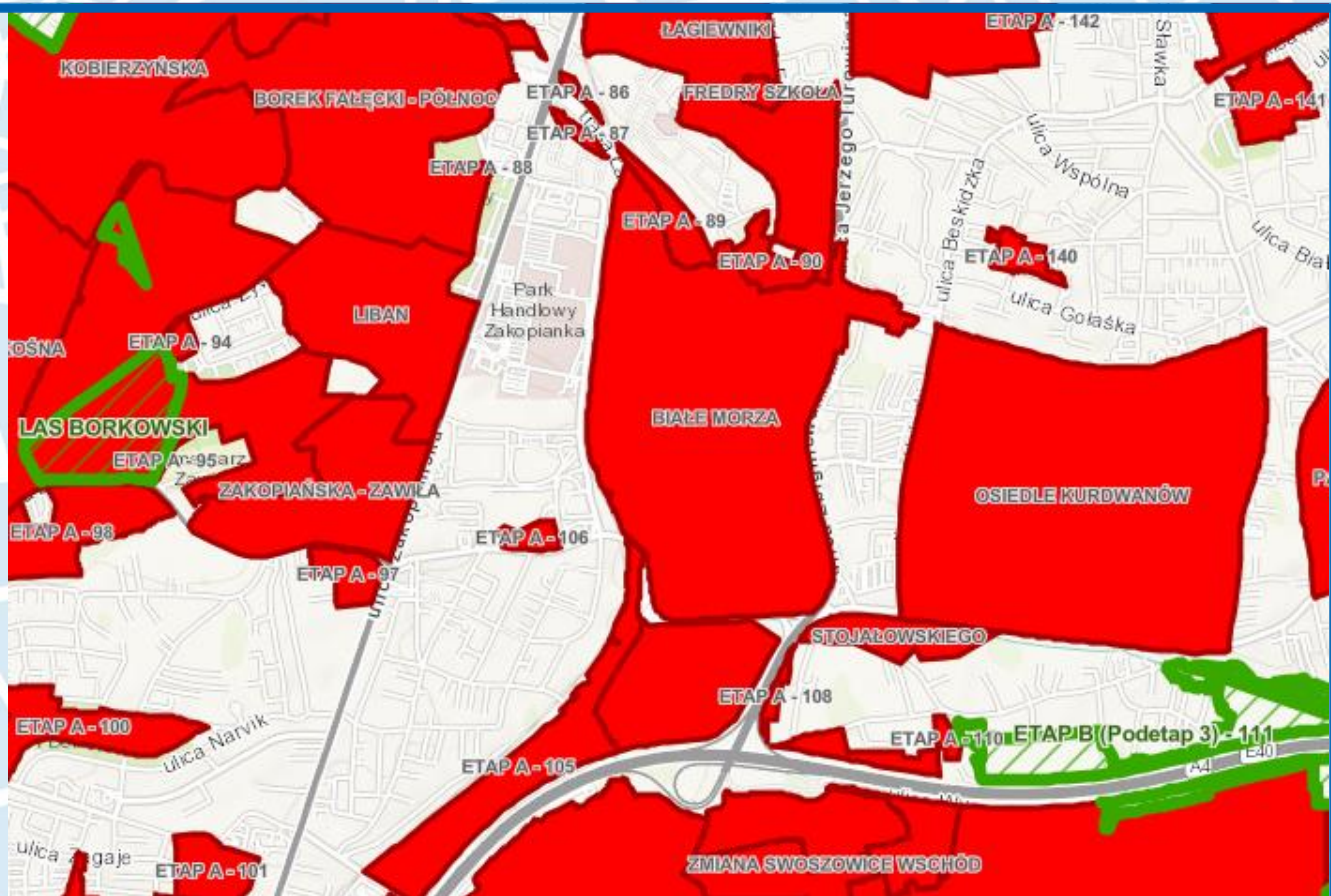 ETAP A - 142
ŁAGIEWNIKI
Sławka
KOBIERZYŃSKA
BOREK FAŁĘCKI - PÓŁNOC
ETAP A - 86
FREDRY SZKOŁA
ETAP A - 141
ETAP A - 87
ulica Wspólna
ETAP A - 88
ulica Beskidzka
ETAP A - 89
ETAP A - 90
ETAP A - 140
Park
Handlowy
Zakopianka
ulica Gołaśka
LIBAN
ETAP A - 94
BIAŁE MORZA
LAS BORKOWSKI
ETAP A - 95
ZAKOPIAŃSKA - ZAWIŁA
OSIEDLE KURDWANÓW
ETAP A - 98
ETAP A - 106
ETAP A - 97
STOJAŁOWSKIEGO
ETAP A - 108
ETAP A - 100
ulica Narvik
ETAP A - 110
ETAP B (Podetap 3) - 111
E40
A4
ETAP A - 105
ETAP A - 101
ZMIANA SWOSZOWICE WSCHÓD